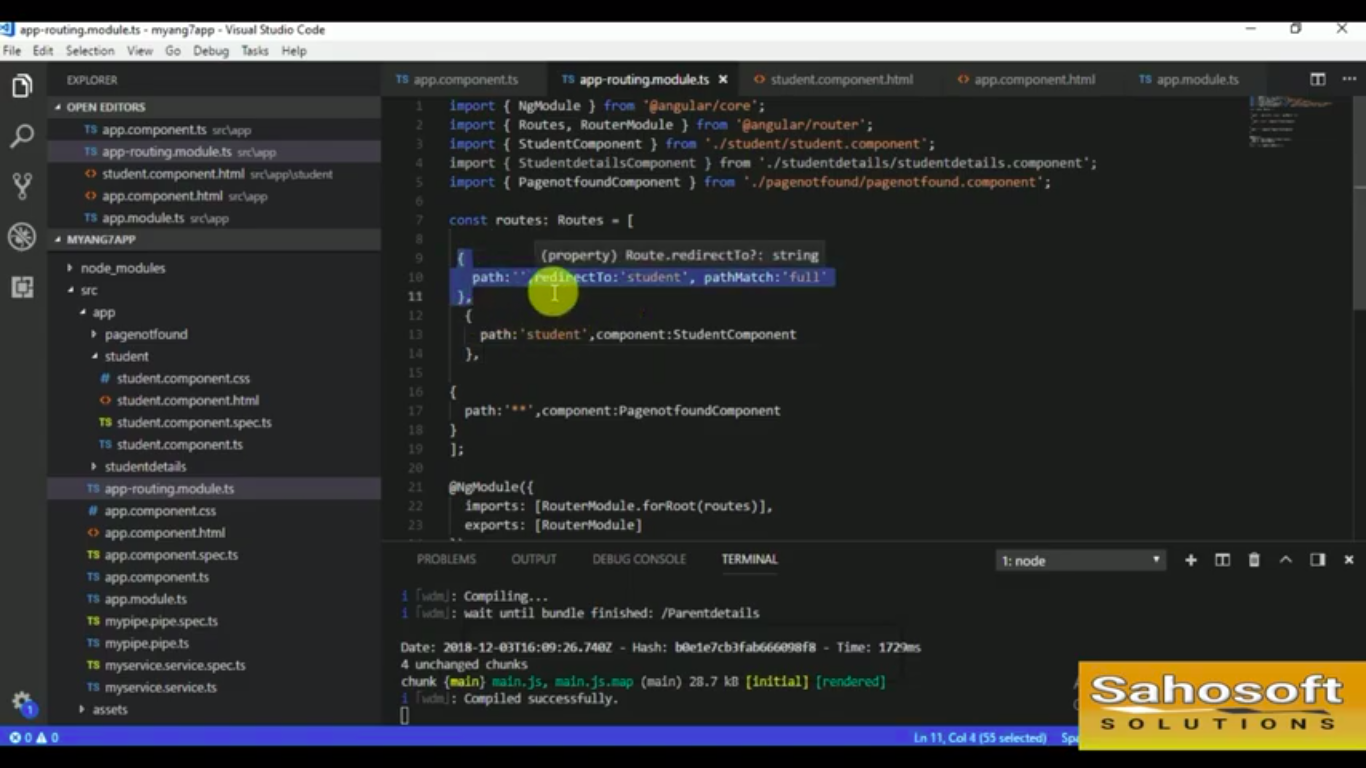 app-routing.module.ts - myang7app - Visual Studio Code
File Edit Selection View Go Debug Tasks Help
EXPLORER
OPEN EDITORS
TS app.component.ts src\app
TS app-routing.module.ts src\app
<> student.component.html src\app\student
<> app.component.html src\app
TS app.module.ts src\app
MYANG7APP
node_modules
src
app
pagenotfound
student
# student.component.css
<> student.component.html
TS student.component.spec.ts
TS student.component.ts
studentdetails
TS app-routing.module.ts
# app.component.css
<> app.component.html
TS app.component.spec.ts
TS app.component.ts
TS app.module.ts
TS mypipe.pipe.spec.ts
TS mypipe.pipe.ts
TS myservice.service.spec.ts
TS myservice.service.ts
assets
TS app.component.ts TS app-routing.module.ts <> student.component.html <> app.component.html TS app.module.ts
1 import { NgModule } from '@angular/core';
2 import { Routes, RouterModule } from '@angular/router';
3 import { StudentComponent } from './student/student.component';
4 import { StudentdetailsComponent } from './studentdetails/studentdetails.component';
5 import { PagenotfoundComponent } from './pagenotfound/pagenotfound.component';
6
7 const routes: Routes = [
8
(property) Route.redirectTo?: string
9 {
10 path:'',redirectTo:'student', pathMatch:'full'
11 },
12 {
13 path:'student',component:StudentComponent
14 },
15
16 {
17 path:'**',component:PagenotfoundComponent
18 }
19 ];
20
21 @NgModule({
22 imports: [RouterModule.forRoot(routes)],
23 exports: [RouterModule]
PROBLEMS OUTPUT DEBUG CONSOLE TERMINAL 1: node
i ｢wdm｣: Compiling...
i ｢wdm｣: wait until bundle finished: /Parentdetails
Date: 2018-12-03T16:09:26.740Z - Hash: b0e1e7cb3fab666098f8 - Time: 1729ms
4 unchanged chunks
chunk {main} main.js, main.js.map (main) 28.7 kB [initial] [rendered]
i ｢wdm｣: Compiled successfully.
1
0 0
Ln 11, Col 4 (55 selected)
Sahosoft
SOLUTIONS